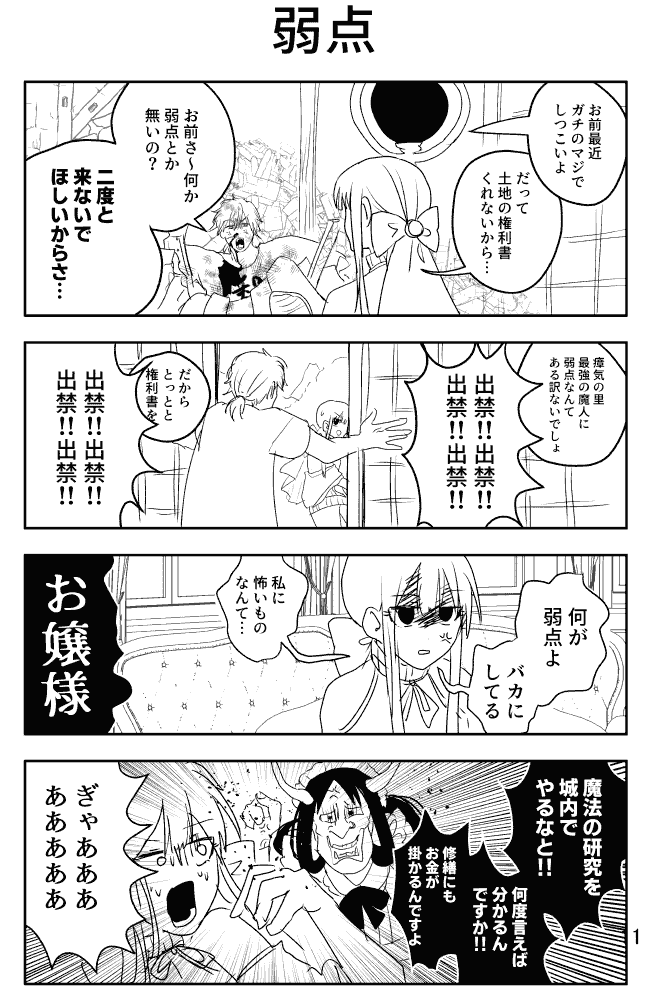 弱点
お前最近
ガチのマジで
しつこいよ
だって
土地の権利書
くれないから…
お前さ～何か
弱点とか
無いの？
二度と
来ないで
ほしいからさ…
瘴気の里
最強の魔人に
弱点なんて
ある訳ないでしょ
出禁!!出禁!!
出禁!!出禁!!
だから
とっとと
権利書を
出禁!!出禁!!
出禁!!出禁!!
何が
弱点よ
バカに
してる
私に
怖いもの
なんて…
お嬢様
魔法の研究を
城内で
やるなと!!
何度言えば
分かるん
ですか!!
修繕にも
お金が
掛かるんですよ
ぎゃあああ
あああああ
1